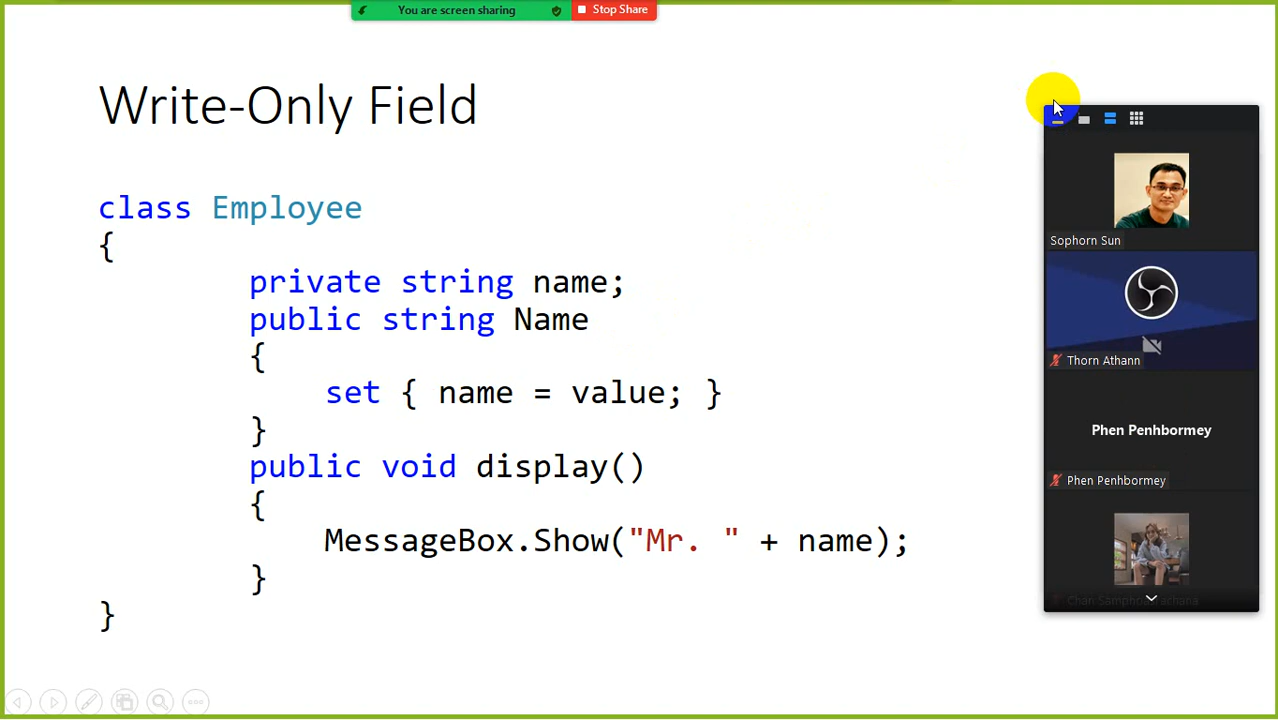 You are screen sharing
Stop Share
Write-Only Field
class Employee
{
private string name;
public string Name
{
set { name = value; }
}
public void display()
{
MessageBox.Show("Mr. " + name);
}
}
Sophorn Sun
Thorn Athann
Phen Penhbormey
Phen Penhbormey